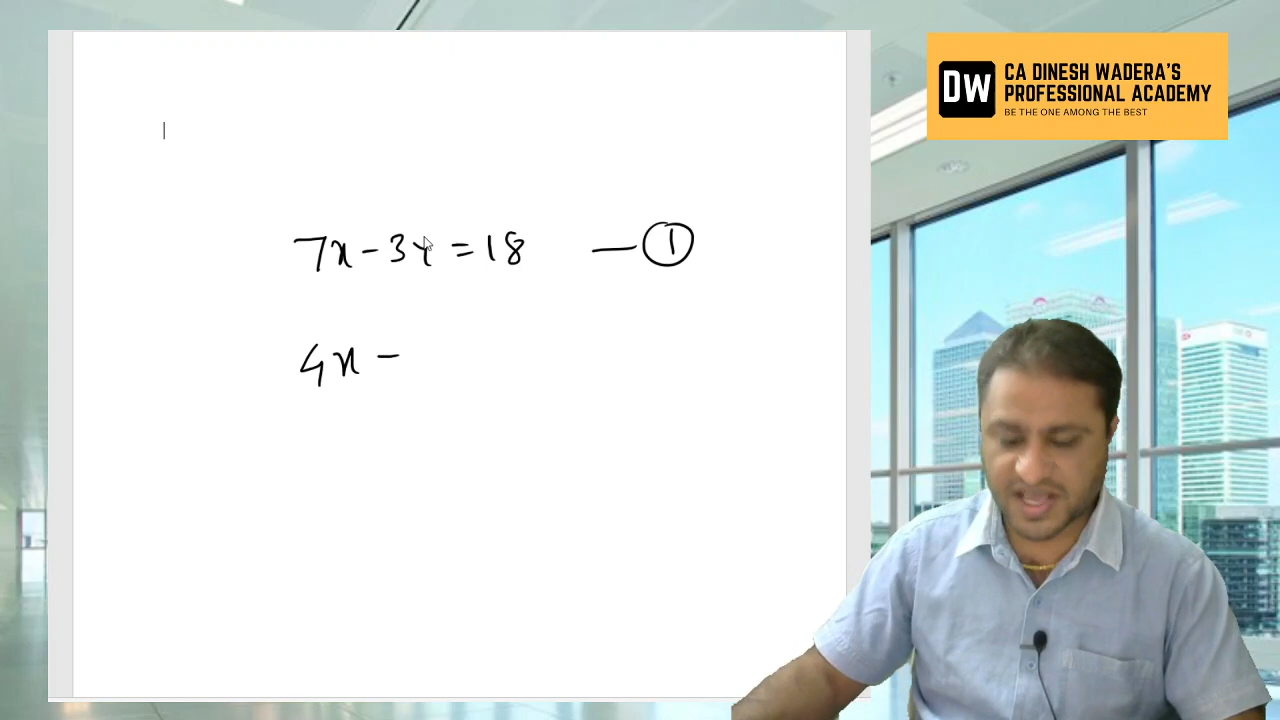 DW
CA DINESH WADERA'S
PROFESSIONAL ACADEMY
BE THE ONE AMONG THE BEST
7x - 3y = 18 — ①
4x -